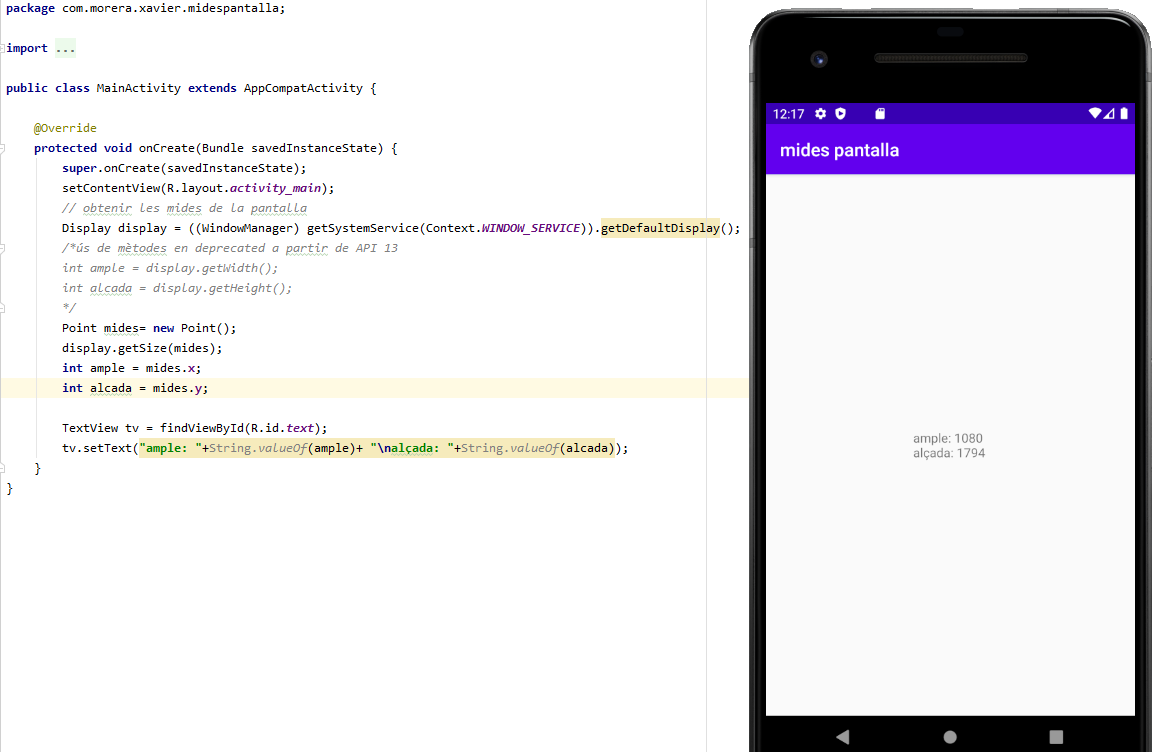 package com.morera.xavier.midespantalla;
import ...
public class MainActivity extends AppCompatActivity {
@Override
protected void onCreate(Bundle savedInstanceState) {
super.onCreate(savedInstanceState);
setContentView(R.layout.activity_main);
// obtenir les mides de la pantalla
Display display = ((WindowManager) getSystemService(Context.WINDOW_SERVICE)).getDefaultDisplay();
/*ús de mètodes en deprecated a partir de API 13
int ample = display.getWidth();
int alcada = display.getHeight();
*/
Point mides= new Point();
display.getSize(mides);
int ample = mides.x;
int alcada = mides.y;
TextView tv = findViewById(R.id.text);
tv.setText("ample: "+String.valueOf(ample)+ "\nalçada: "+String.valueOf(alcada));
}
}
12:17
mides pantalla
ample: 1080
alçada: 1794